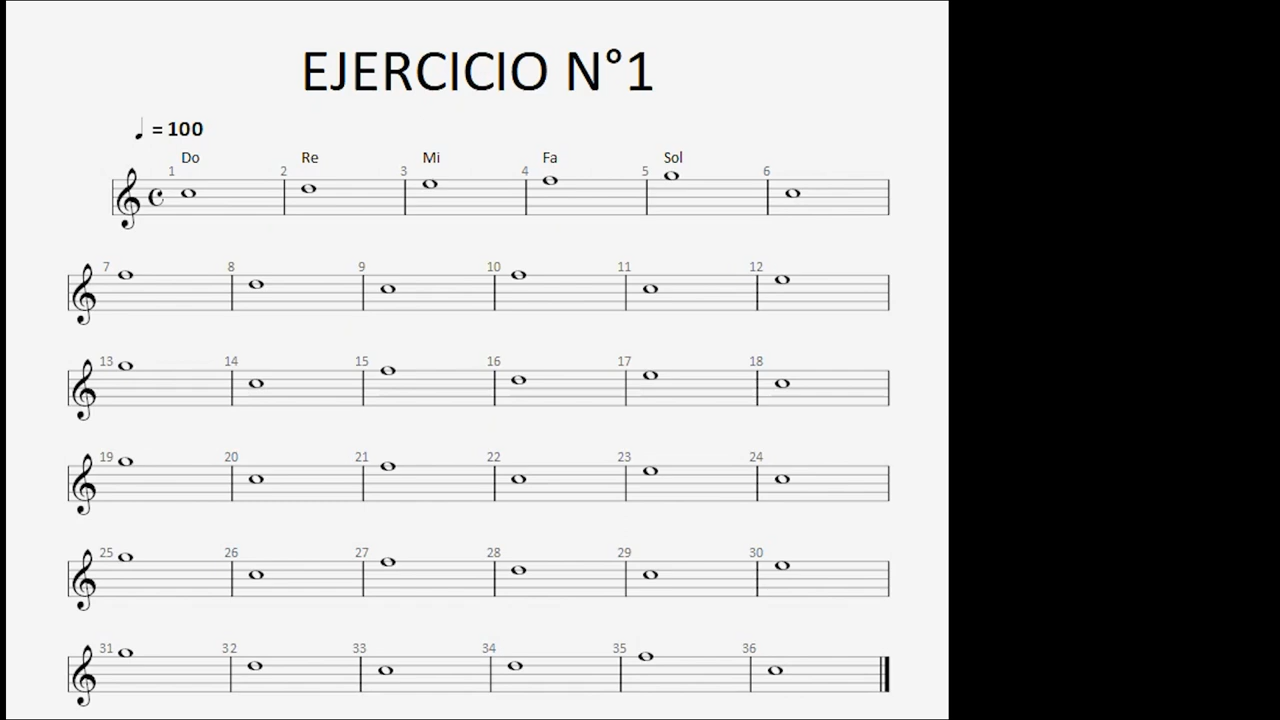 EJERCICIO N°1
♩ = 100
Do Re Mi Fa Sol
1 2 3 4 5 6
7 8 9 10 11 12
13 14 15 16 17 18
19 20 21 22 23 24
25 26 27 28 29 30
31 32 33 34 35 36